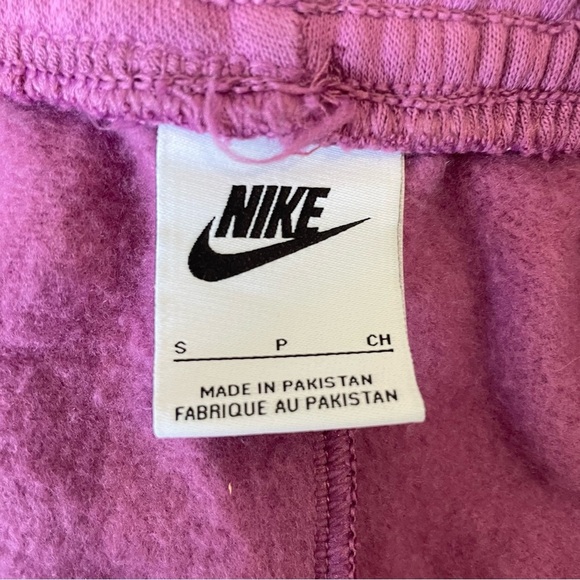 NIKE
S P CH
MADE IN PAKISTAN
FABRIQUE AU PAKISTAN